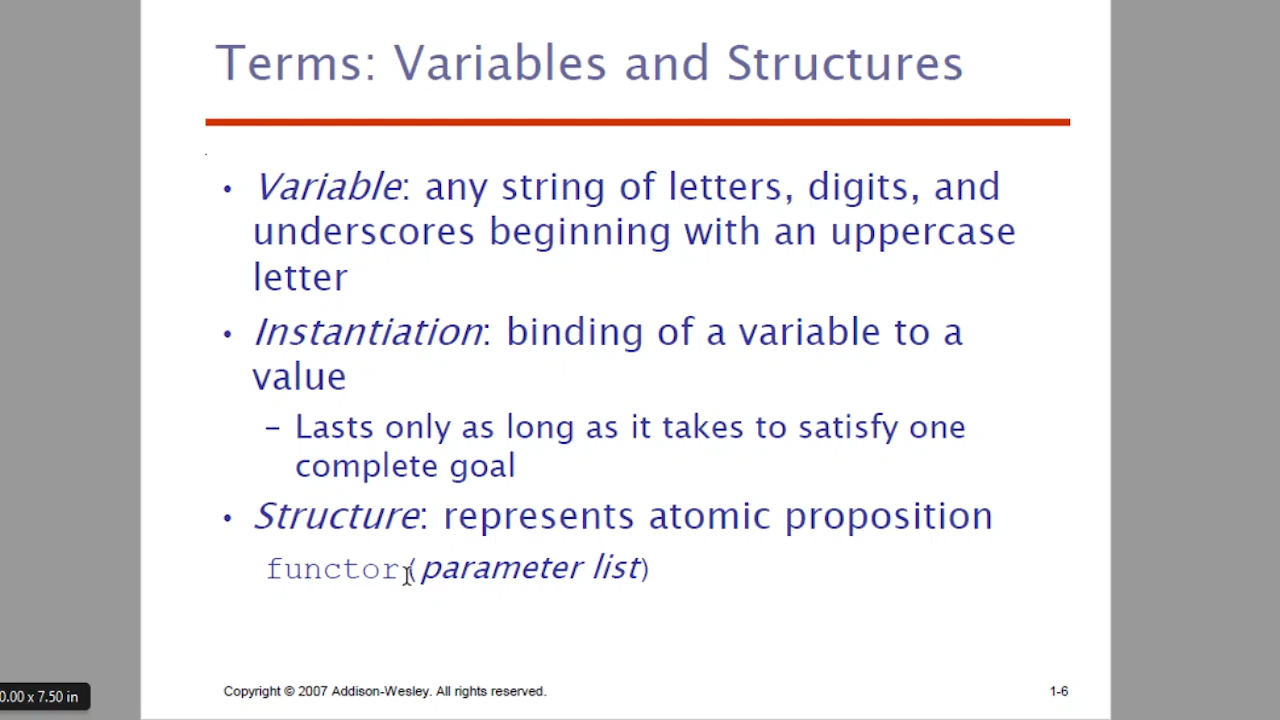 Terms: Variables and Structures
• Variable: any string of letters, digits, and
underscores beginning with an uppercase
letter
• Instantiation: binding of a variable to a
value
– Lasts only as long as it takes to satisfy one
complete goal
• Structure: represents atomic proposition
functor(parameter list)
Copyright © 2007 Addison-Wesley. All rights reserved.
1-6
0.00 x 7.50 in